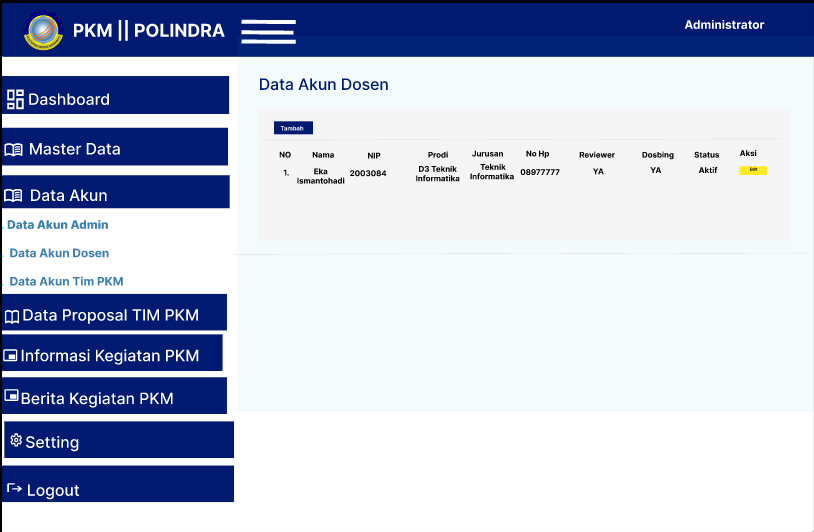 PKM || POLINDRA
Administrator
Dashboard
Master Data
Data Akun
Data Akun Admin
Data Akun Dosen
Data Akun Tim PKM
Data Proposal TIM PKM
Informasi Kegiatan PKM
Berita Kegiatan PKM
Setting
Logout
Data Akun Dosen
Tambah
NO Nama NIP Prodi Jurusan No Hp Reviewer Dosbing Status Aksi
1. Eka Ismantohadi 2003084 D3 Teknik Informatika Teknik Informatika 08977777 YA YA Aktif Edit